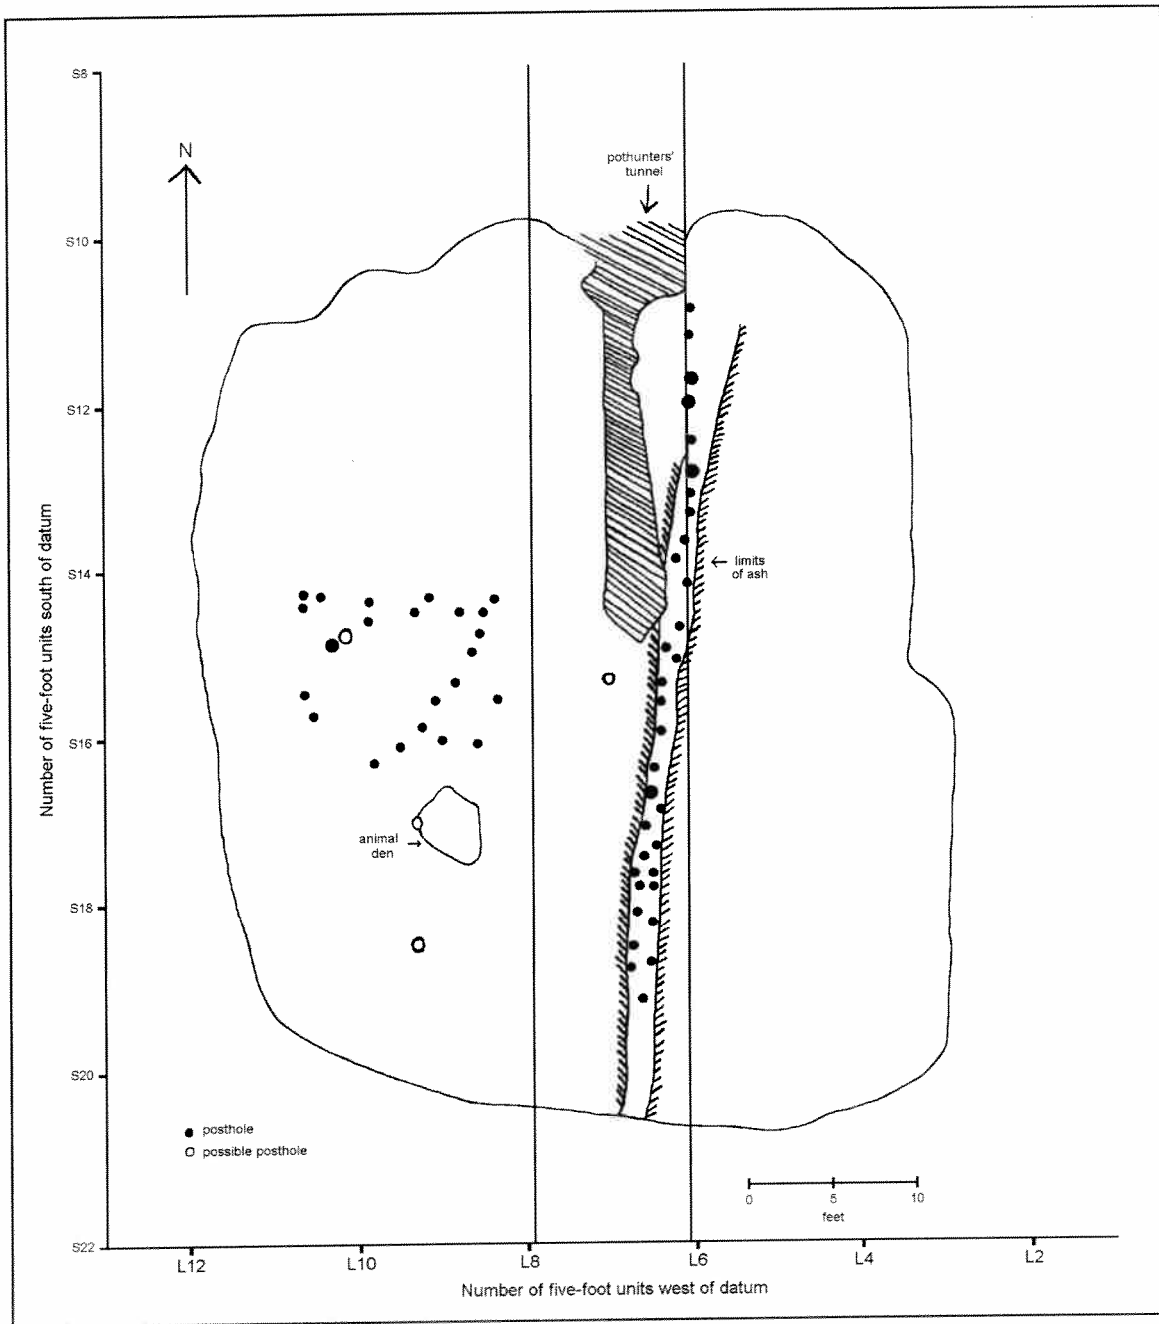 S8
N
pothunters'
tunnel
S10
S12
Number of five-foot units south of datum
S14
← limits
of ash
S16
animal
den →
S18
S20
posthole
possible posthole
0 5 10
feet
S22
L12 L10 L8 L6 L4 L2
Number of five-foot units west of datum